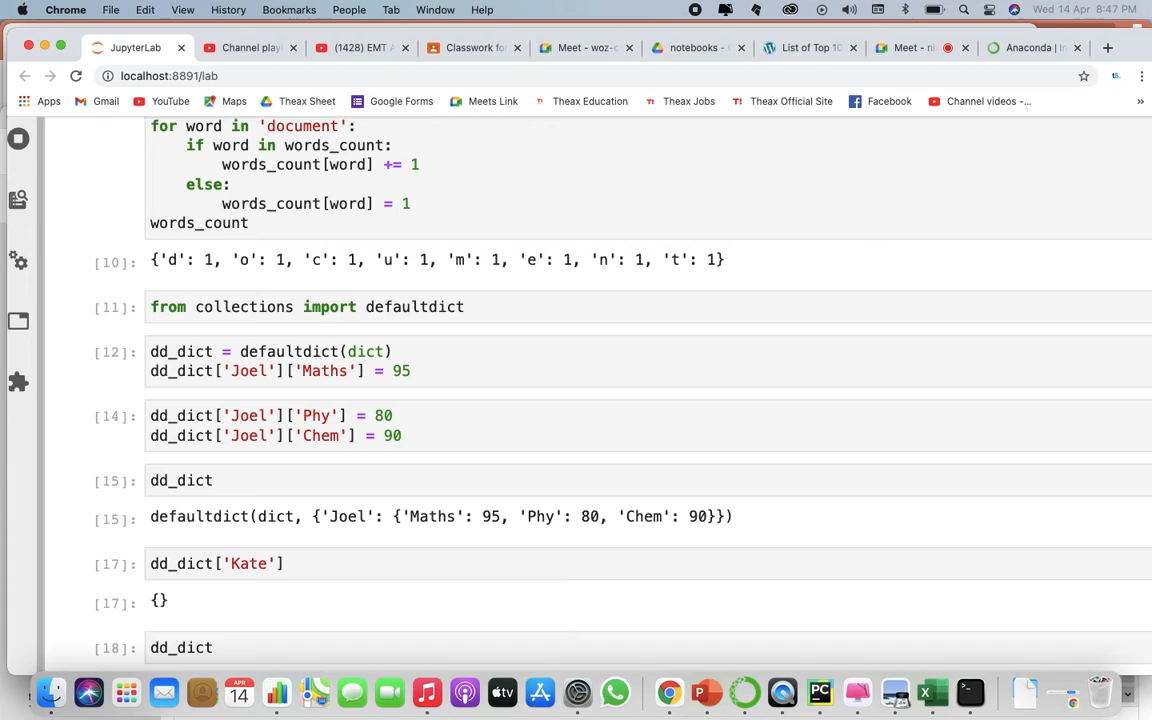 Chrome File Edit View History Bookmarks People Tab Window Help Wed 14 Apr 8:47 PM
JupyterLab Channel play (1428) EMT A Classwork for Meet - woz-c notebooks - Lists of Top 10 Meet - ni Anaconda | In
localhost:8891/lab
Apps Gmail YouTube Maps Theax Sheet Google Forms Meets Link Theax Education Theax Jobs Theax Official Site Facebook Channel videos -... »
for word in 'document':
if word in words_count:
words_count[word] += 1
else:
words_count[word] = 1
words_count
[10]: {'d': 1, 'o': 1, 'c': 1, 'u': 1, 'm': 1, 'e': 1, 'n': 1, 't': 1}
[11]: from collections import defaultdict
[12]: dd_dict = defaultdict(dict)
dd_dict['Joel']['Maths'] = 95
[14]: dd_dict['Joel']['Phy'] = 80
dd_dict['Joel']['Chem'] = 90
[15]: dd_dict
[15]: defaultdict(dict, {'Joel': {'Maths': 95, 'Phy': 80, 'Chem': 90}})
[17]: dd_dict['Kate']
[17]: {}
[18]: dd_dict